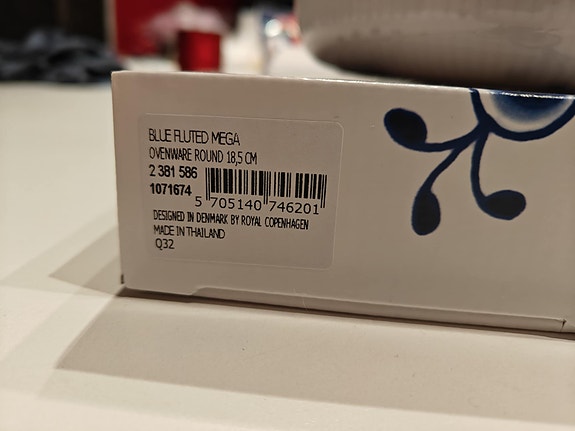 BLUE FLUTED MEGA
OVENWARE ROUND 18,5 CM
2 381 586
1071674
5 705140 746201
DESIGNED IN DENMARK BY ROYAL COPENHAGEN
MADE IN THAILAND
Q32